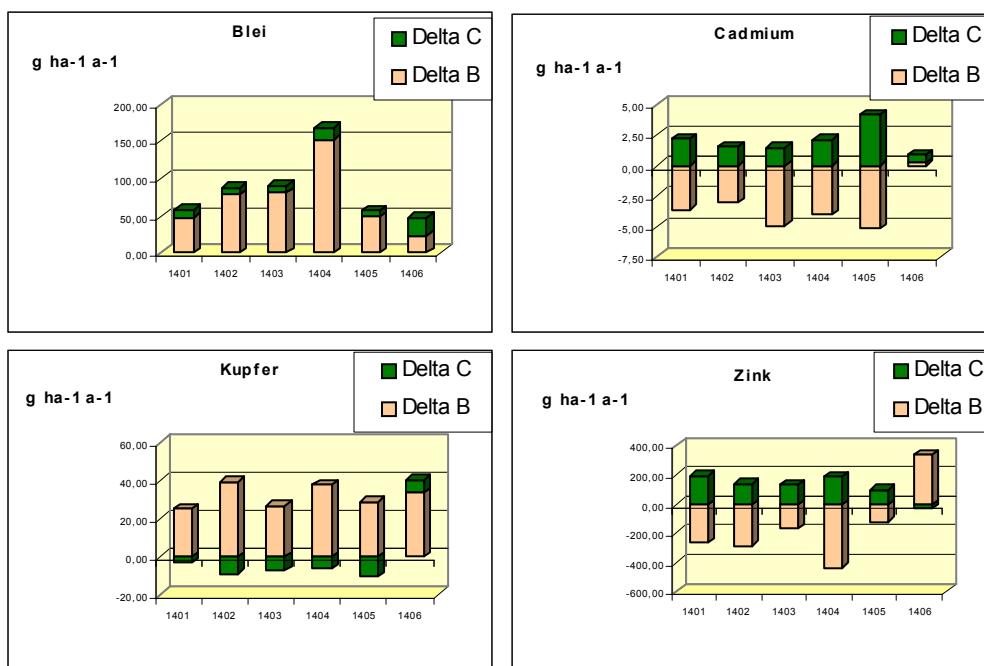 Blei
Delta C
Delta B
g ha-1 a-1
200,00
150,00
100,00
50,00
0,00
1401 1402 1403 1404 1405 1406
Cadmium
Delta C
Delta B
g ha-1 a-1
5,00
2,50
0,00
-2,50
-5,00
-7,50
1401 1402 1403 1404 1405 1406
Kupfer
Delta C
Delta B
g ha-1 a-1
60,00
40,00
20,00
0,00
-20,00
1401 1402 1403 1404 1405 1406
Zink
Delta C
Delta B
g ha-1 a-1
400,00
200,00
0,00
-200,00
-400,00
-600,00
1401 1402 1403 1404 1405 1406